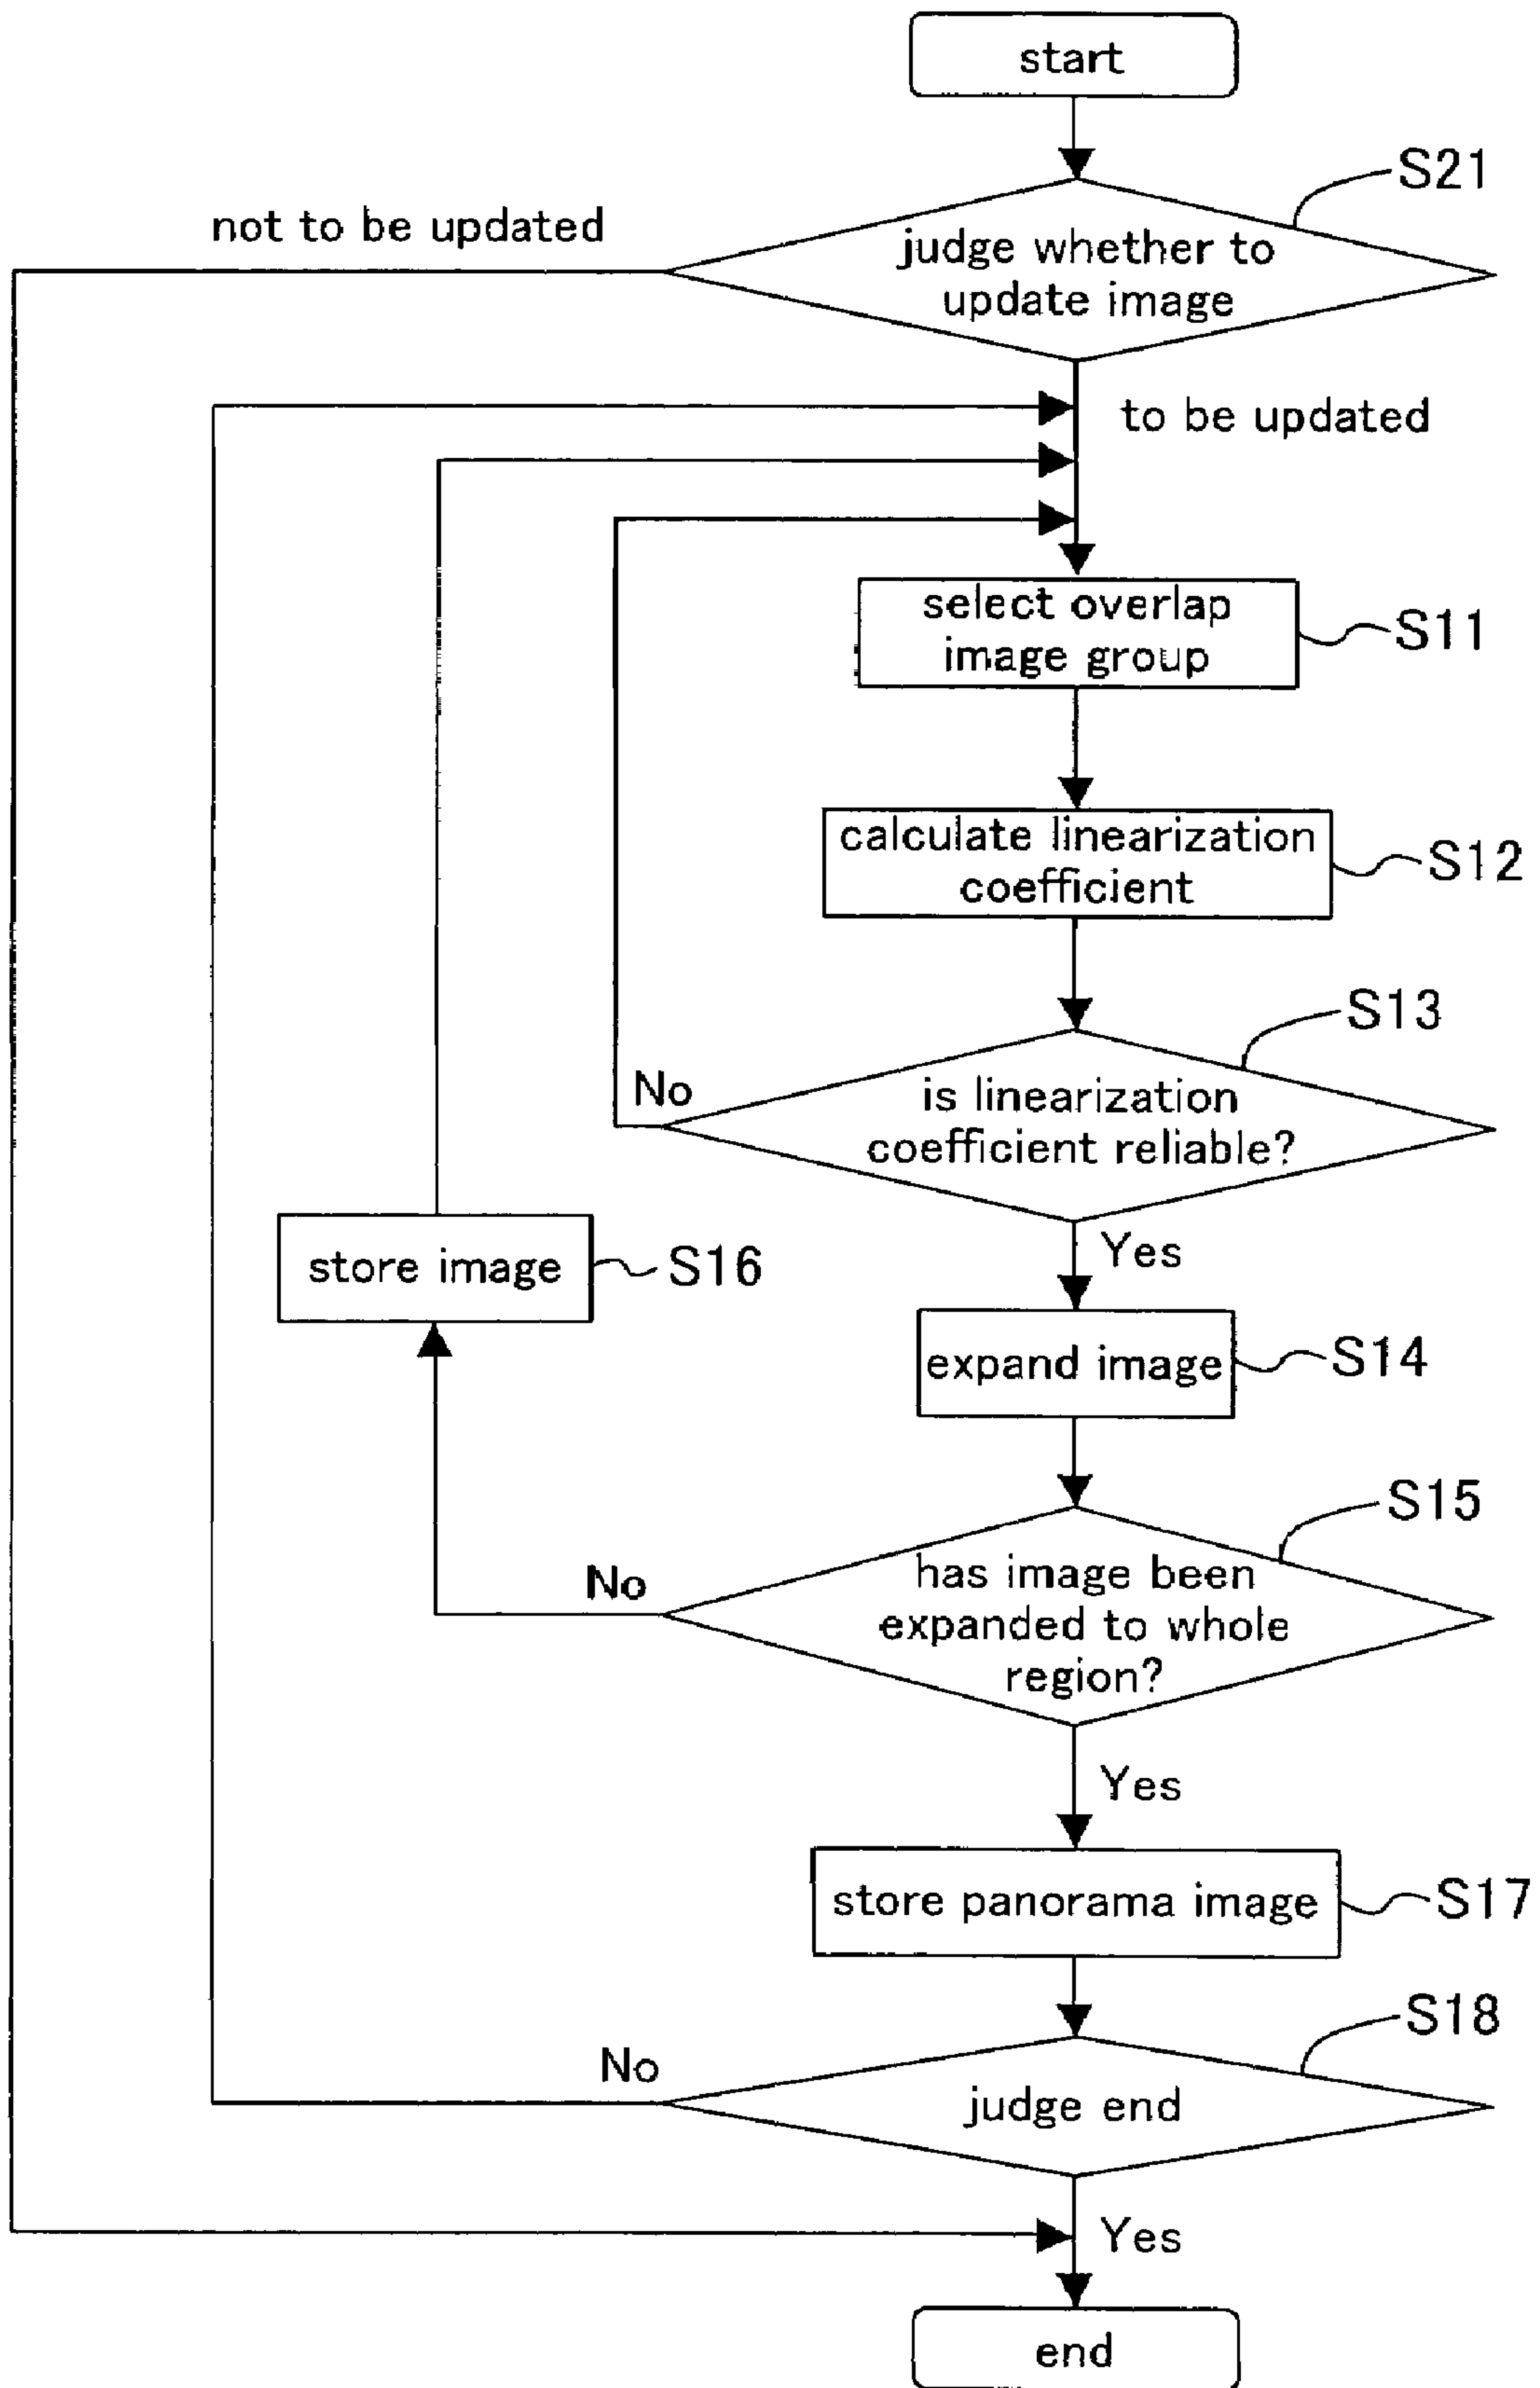 start
S21
not to be updated
judge whether to
update image
to be updated
select overlap
image group
S11
calculate linearization
coefficient
S12
S13
No
is linearization
coefficient reliable?
Yes
store image
S16
expand image
S14
S15
No
has image been
expanded to whole
region?
Yes
store panorama image
S17
S18
No
judge end
Yes
end